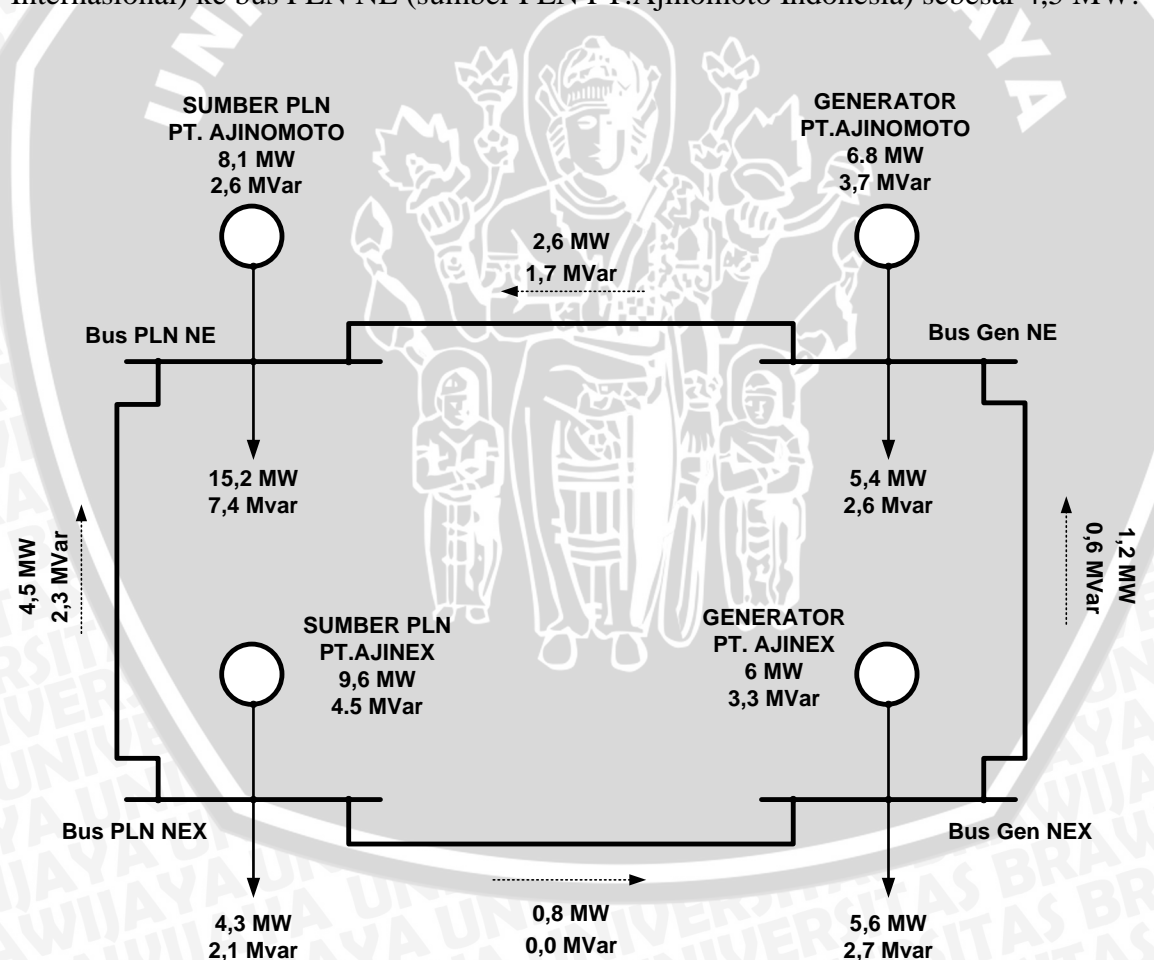 Internasional) ke bus PLN NE (sumber PLN PT.Ajinomoto Indonesia) sebesar 4,5 MW.
SUMBER PLN
PT. AJINOMOTO
8,1 MW
2,6 MVar
GENERATOR
PT.AJINOMOTO
6.8 MW
3,7 MVar
2,6 MW
1,7 MVar
Bus PLN NE
Bus Gen NE
15,2 MW
7,4 Mvar
5,4 MW
2,6 MVar
4,5 MW
2,3 MVar
1,2 MW
0,6 MVar
SUMBER PLN
PT.AJINEX
9,6 MW
4.5 MVar
GENERATOR
PT. AJINEX
6 MW
3,3 MVar
Bus PLN NEX
Bus Gen NEX
4,3 MW
2,1 Mvar
0,8 MW
0,0 MVar
5,6 MW
2,7 Mvar